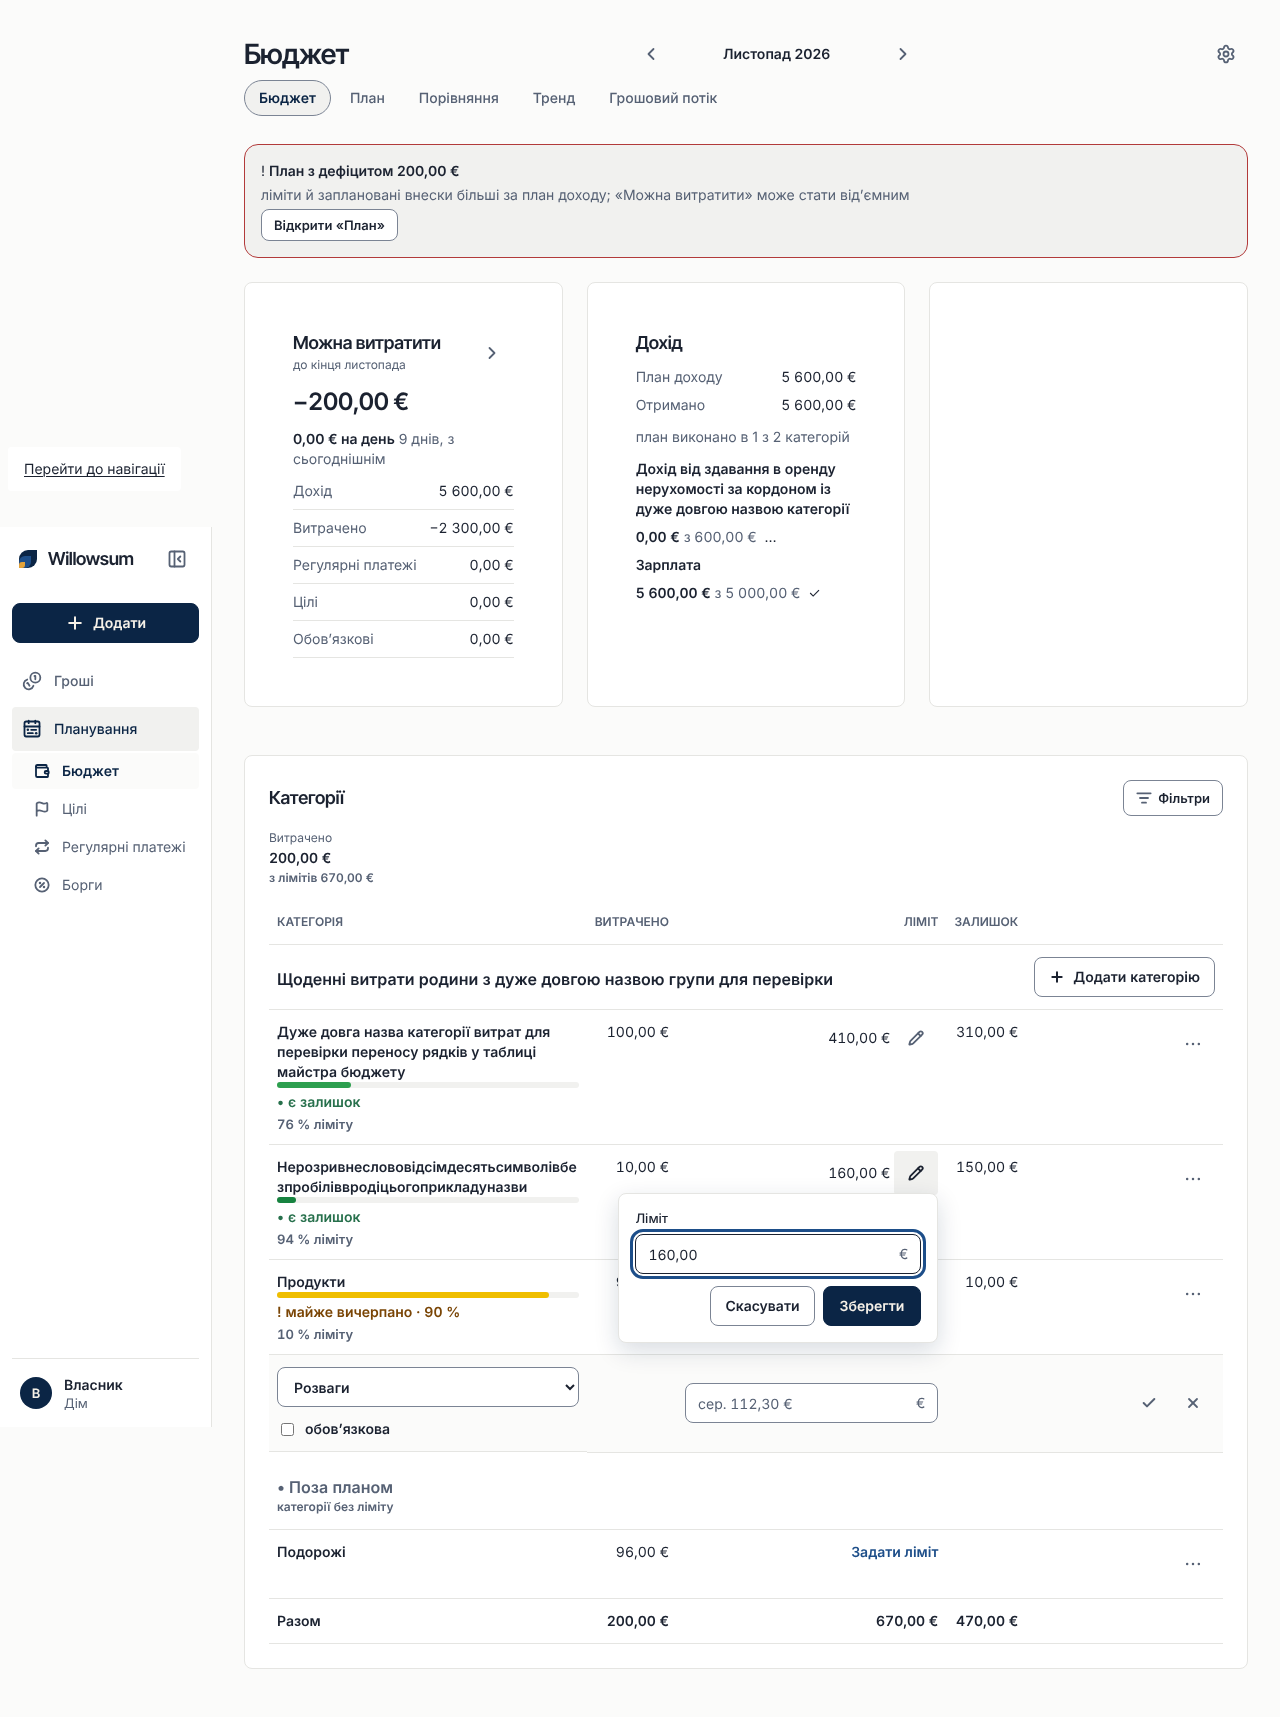 Бюджет
Листопад 2026
Бюджет
План
Порівняння
Тренд
Грошовий потік
! План з дефіцитом 200,00 €
ліміти й заплановані внески більші за план доходу; «Можна витратити» може стати від’ємним
Відкрити «План»
Можна витратити
до кінця листопада
−200,00 €
0,00 € на день 9 днів, з
сьогоднішнім
Дохід 5 600,00 €
Витрачено −2 300,00 €
Регулярні платежі 0,00 €
Цілі 0,00 €
Обов’язкові 0,00 €
Дохід
План доходу 5 600,00 €
Отримано 5 600,00 €
план виконано в 1 з 2 категорій
Дохід від здавання в оренду
нерухомості за кордоном із
дуже довгою назвою категорії
0,00 € з 600,00 € ...
Зарплата
5 600,00 € з 5 000,00 € ✓
Перейти до навігації
Willowsum
Додати
Гроші
Планування
Бюджет
Цілі
Регулярні платежі
Борги
В
Власник
Дім
Категорії
Фільтри
Витрачено
200,00 €
з лімітів 670,00 €
КАТЕГОРІЯ ВИТРАЧЕНО ЛІМІТ ЗАЛИШОК
Щоденні витрати родини з дуже довгою назвою групи для перевірки
Додати категорію
Дуже довга назва категорії витрат для
перевірки переносу рядків у таблиці
майстра бюджету
100,00 € 410,00 € 310,00 €
• є залишок
76 % ліміту
Нерозривнеслововідсімдесятьсимволівбе
зпробіліввродіцьогоприкладуназви
10,00 € 160,00 € 150,00 €
• є залишок
94 % ліміту
Ліміт
160,00 €
Скасувати
Зберегти
Продукти
10,00 €
! майже вичерпано · 90 %
10 % ліміту
Розваги
сер. 112,30 € €
обов’язкова
• Поза планом
категорії без ліміту
Подорожі 96,00 € Задати ліміт
Разом 200,00 € 670,00 € 470,00 €